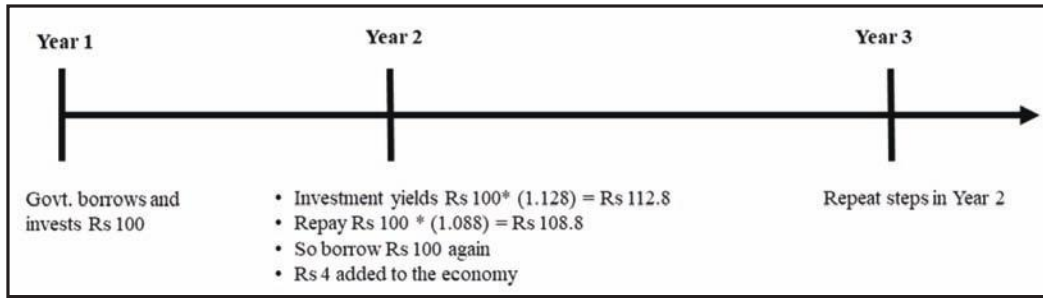 Year 1
Year 2
Year 3
Govt. borrows and
invests Rs 100
• Investment yields Rs 100* (1.128) = Rs 112.8
• Repay Rs 100 * (1.088) = Rs 108.8
• So borrow Rs 100 again
• Rs 4 added to the economy
Repeat steps in Year 2